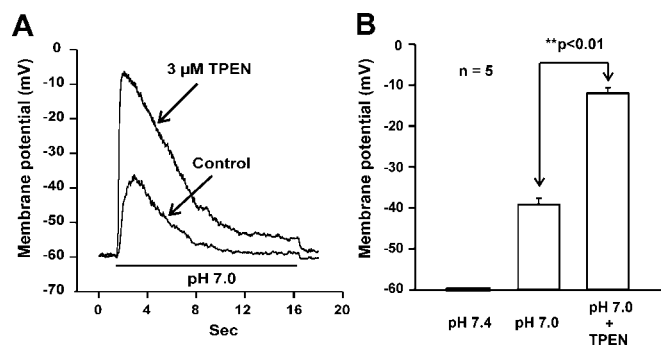 A
Membrane potential (mV)
0
-10
-20
-30
-40
-50
-60
-70
3 µM TPEN
Control
pH 7.0
0
4
8
12
16
20
Sec
B
Membrane potential (mV)
0
-10
-20
-30
-40
-50
-60
n = 5
**p<0.01
pH 7.4
pH 7.0
pH 7.0
+
TPEN